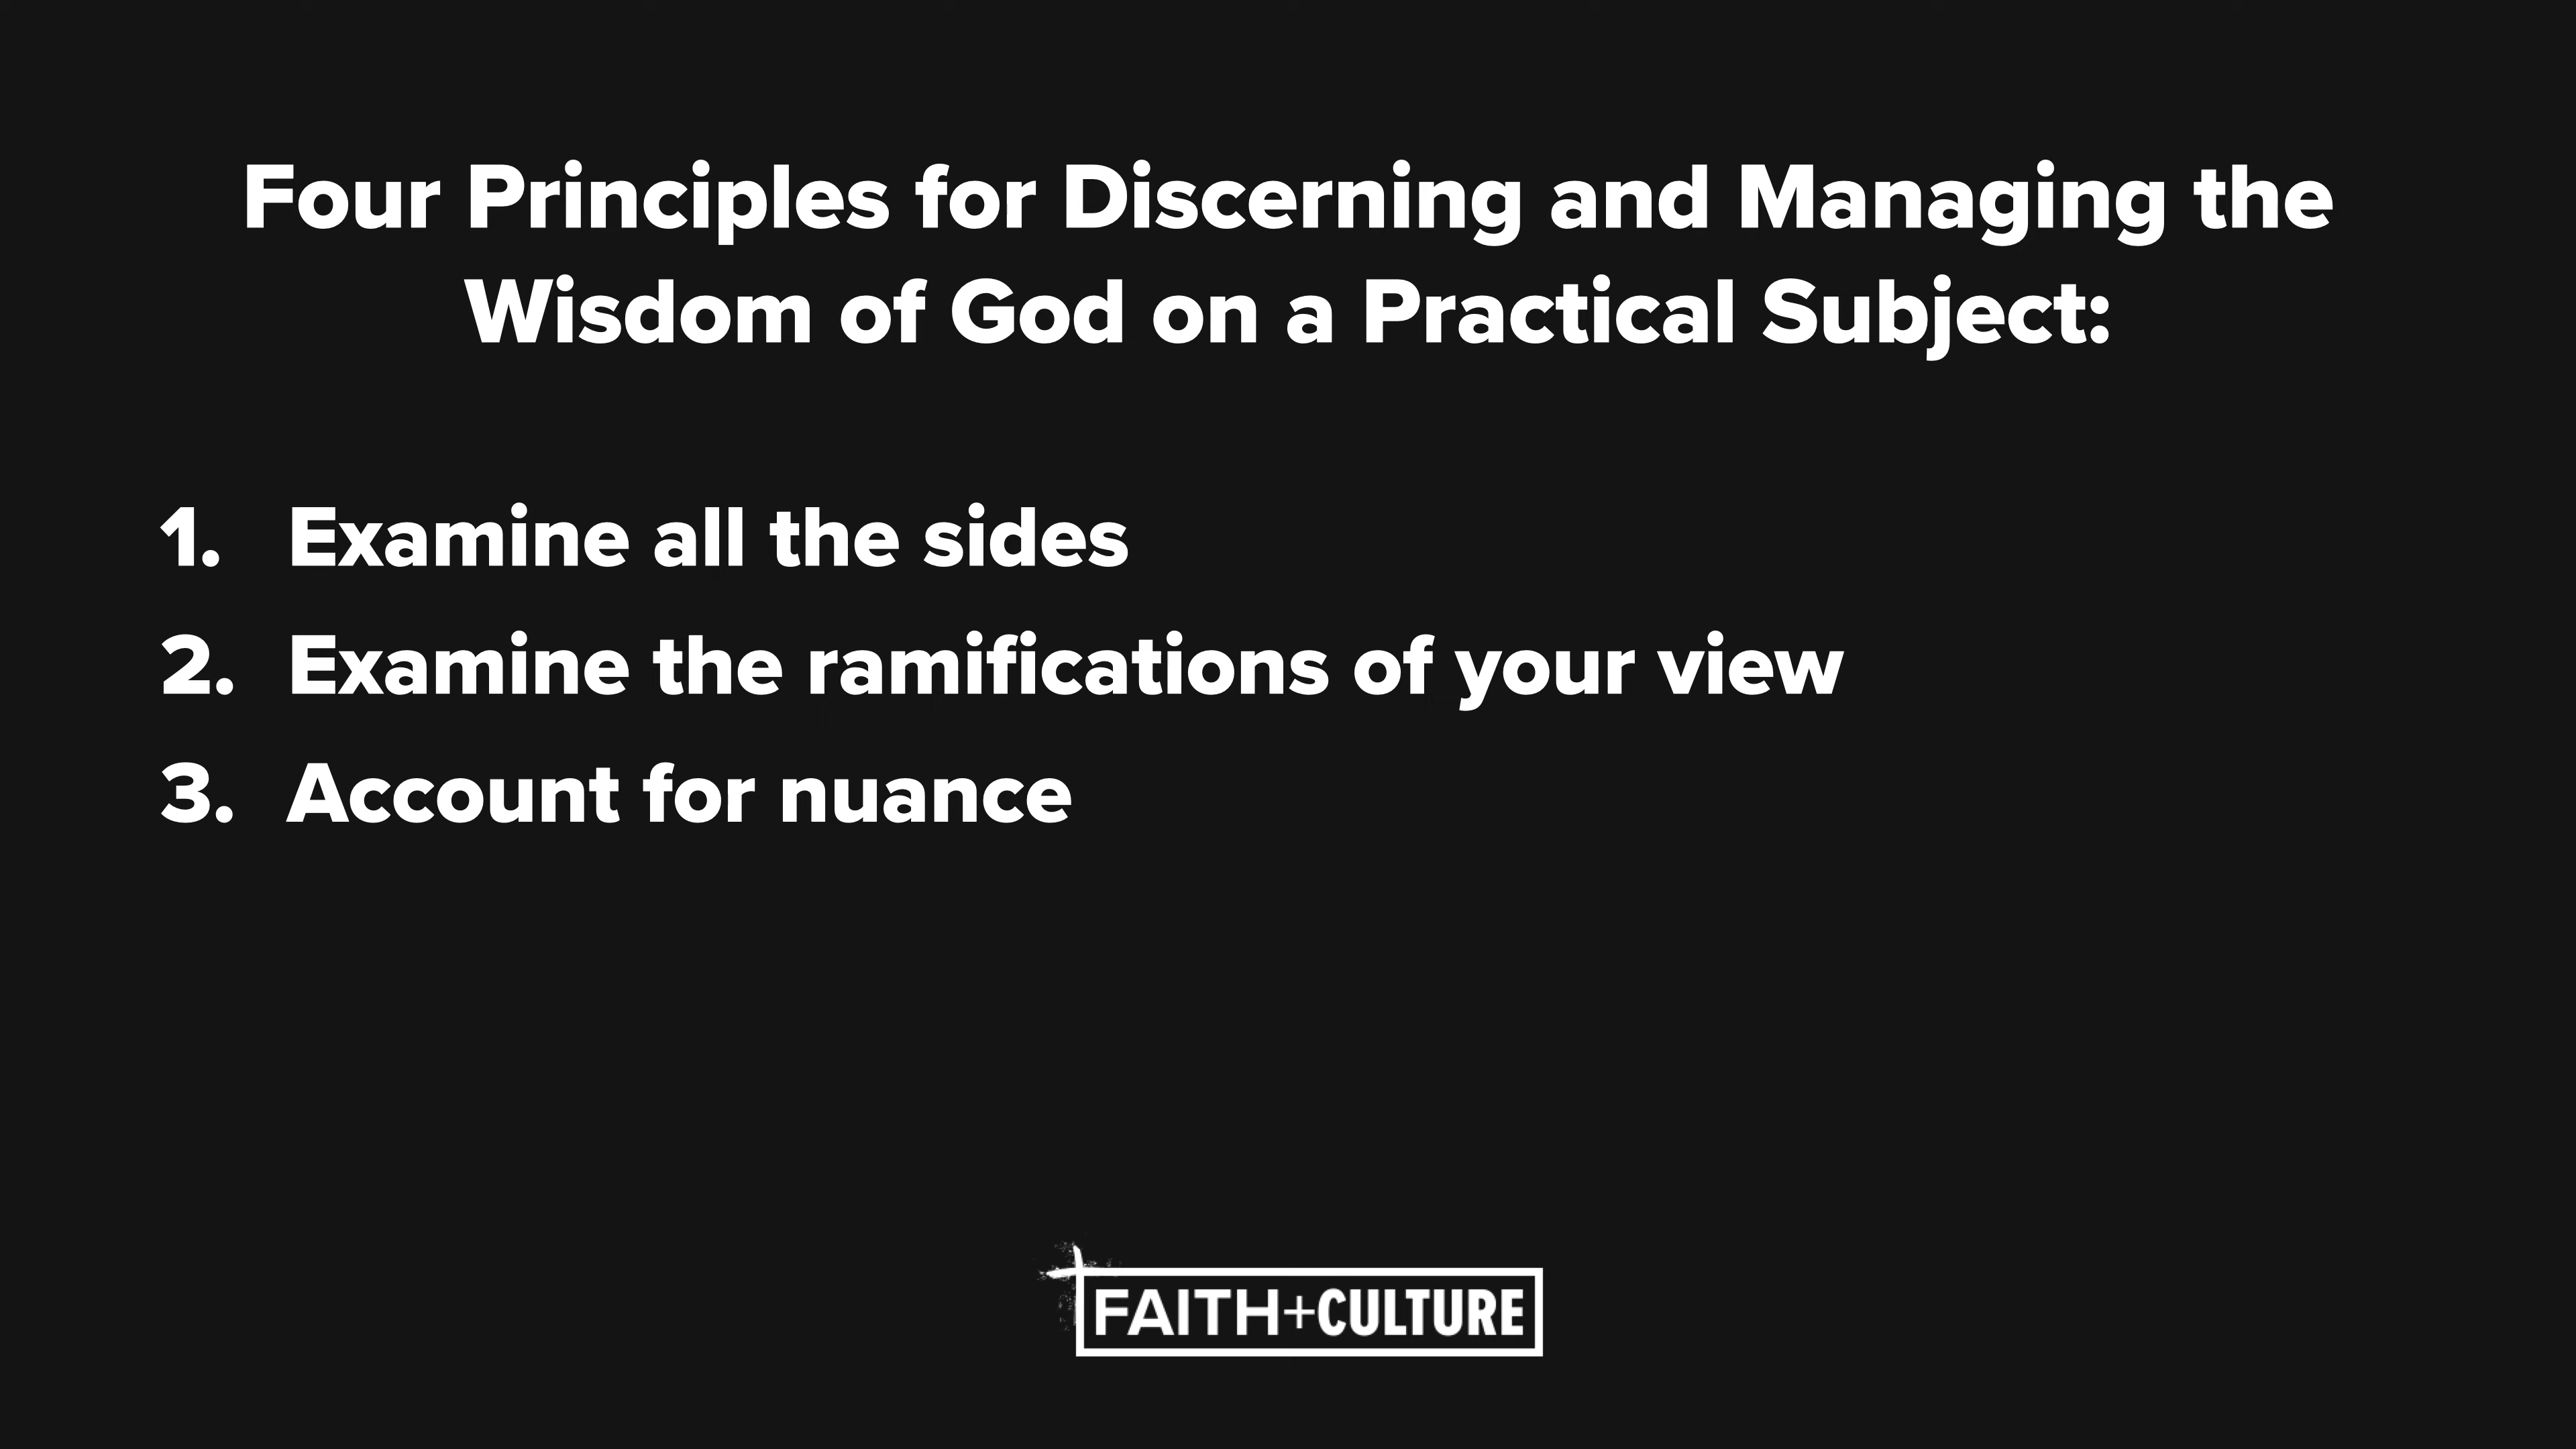 Four Principles for Discerning and Managing the
Wisdom of God on a Practical Subject:
1. Examine all the sides
2. Examine the ramifications of your view
3. Account for nuance
FAITH+CULTURE